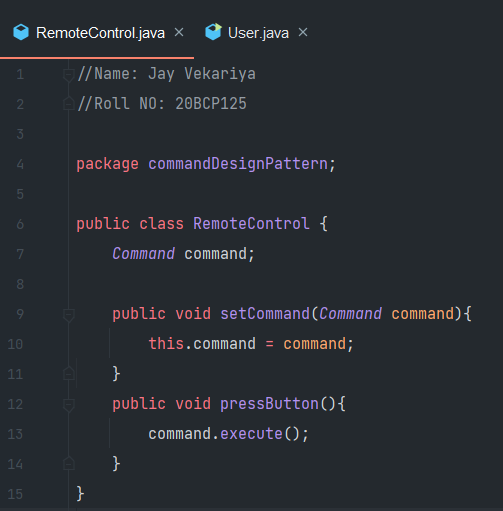 RemoteControl.java × User.java ×
1 //Name: Jay Vekariya
2 //Roll NO: 20BCP125
3
4 package commandDesignPattern;
5
6 public class RemoteControl {
7     Command command;
8
9     public void setCommand(Command command){
10         this.command = command;
11     }
12     public void pressButton(){
13         command.execute();
14     }
15 }